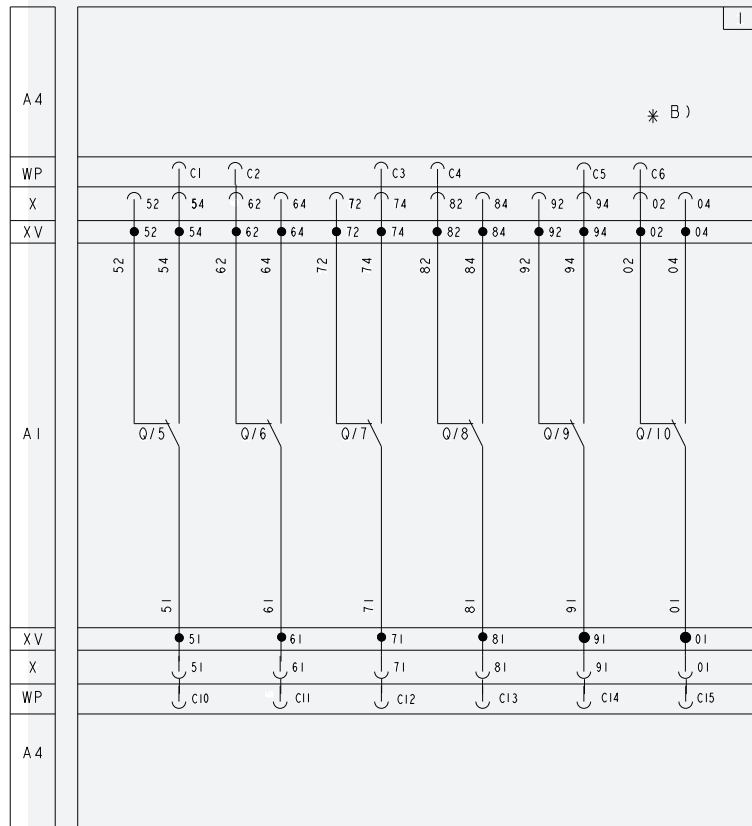 I
A4
* B)
WP C1 C2 C3 C4 C5 C6
X 52 54 62 64 72 74 82 84 92 94 02 04
XV 52 54 62 64 72 74 82 84 92 94 02 04
52 54 62 64 72 74 82 84 92 94 02 04
A1 Q/5 Q/6 Q/7 Q/8 Q/9 Q/10
51 61 71 81 91 01
XV 51 61 71 81 91 01
X 51 61 71 81 91 01
WP C10 C11 C12 C13 C14 C15
A4